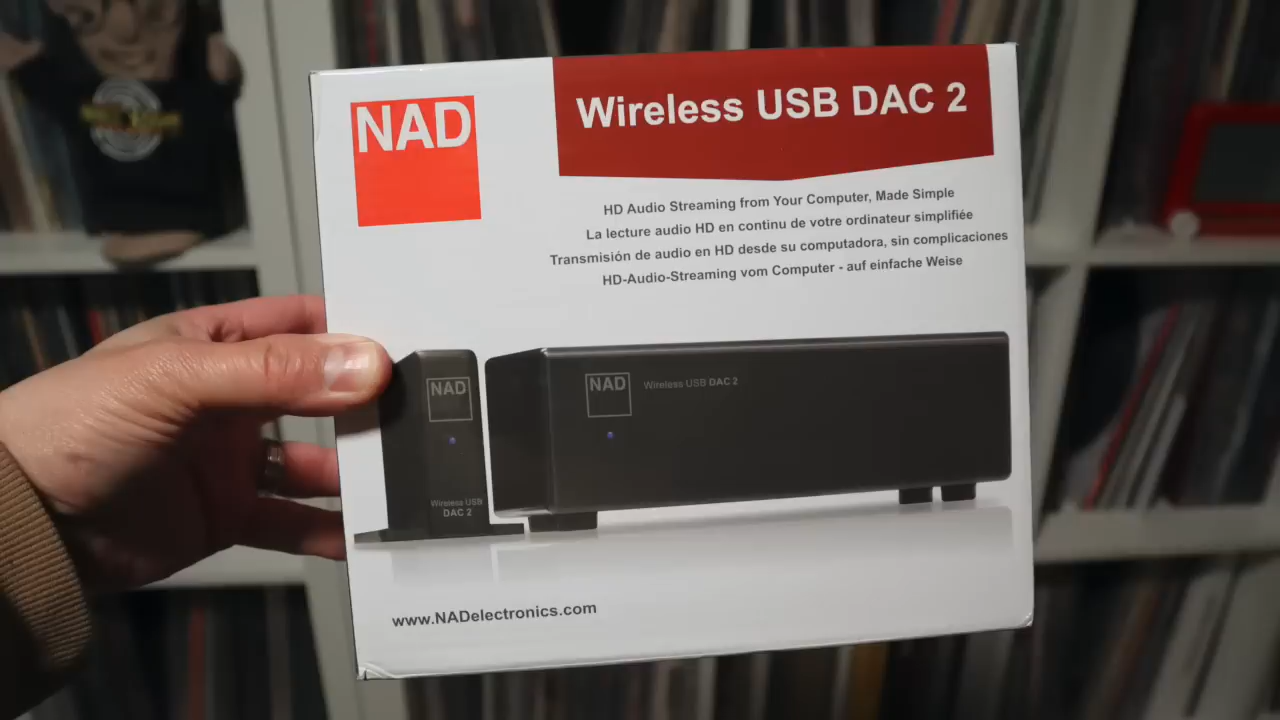 NAD
Wireless USB DAC 2
HD Audio Streaming from Your Computer, Made Simple
La lecture audio HD en continu de votre ordinateur simplifiée
Transmisión de audio en HD desde su computadora, sin complicaciones
HD-Audio-Streaming vom Computer - auf einfache Weise
NAD
Wireless USB
DAC 2
NAD
Wireless USB DAC 2
www.NADelectronics.com